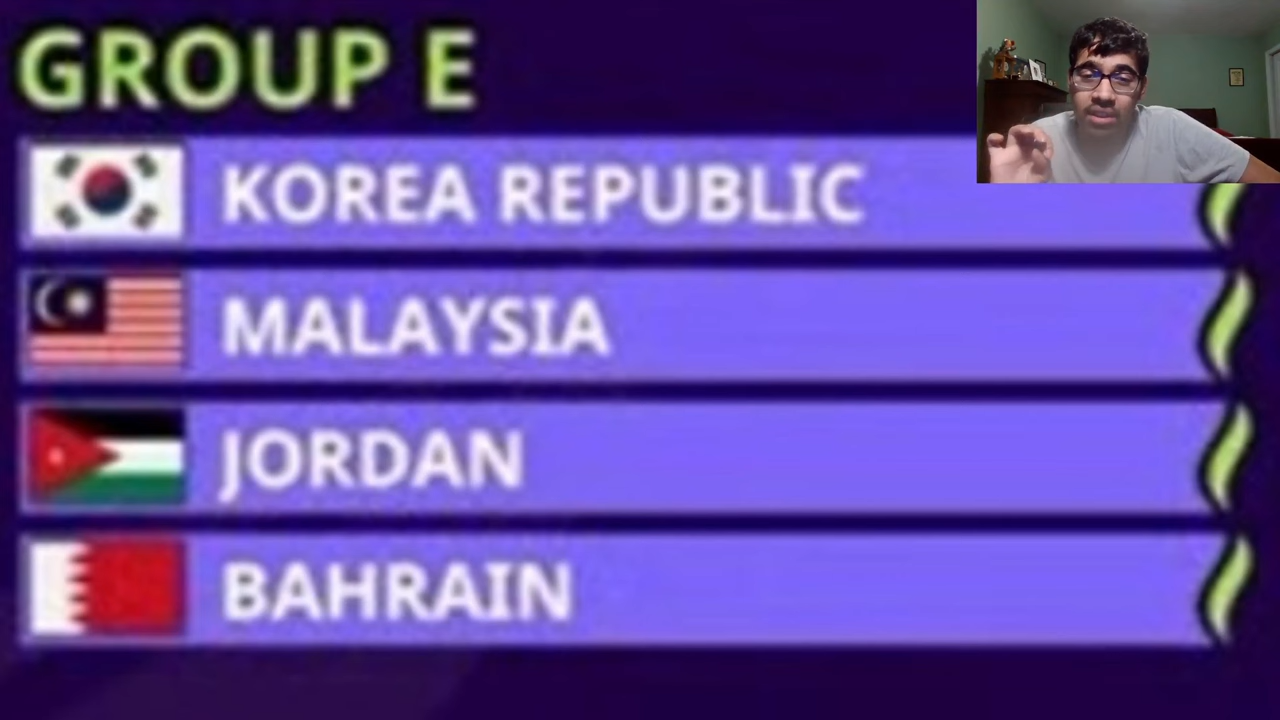 GROUP E
KOREA REPUBLIC
MALAYSIA
JORDAN
BAHRAIN